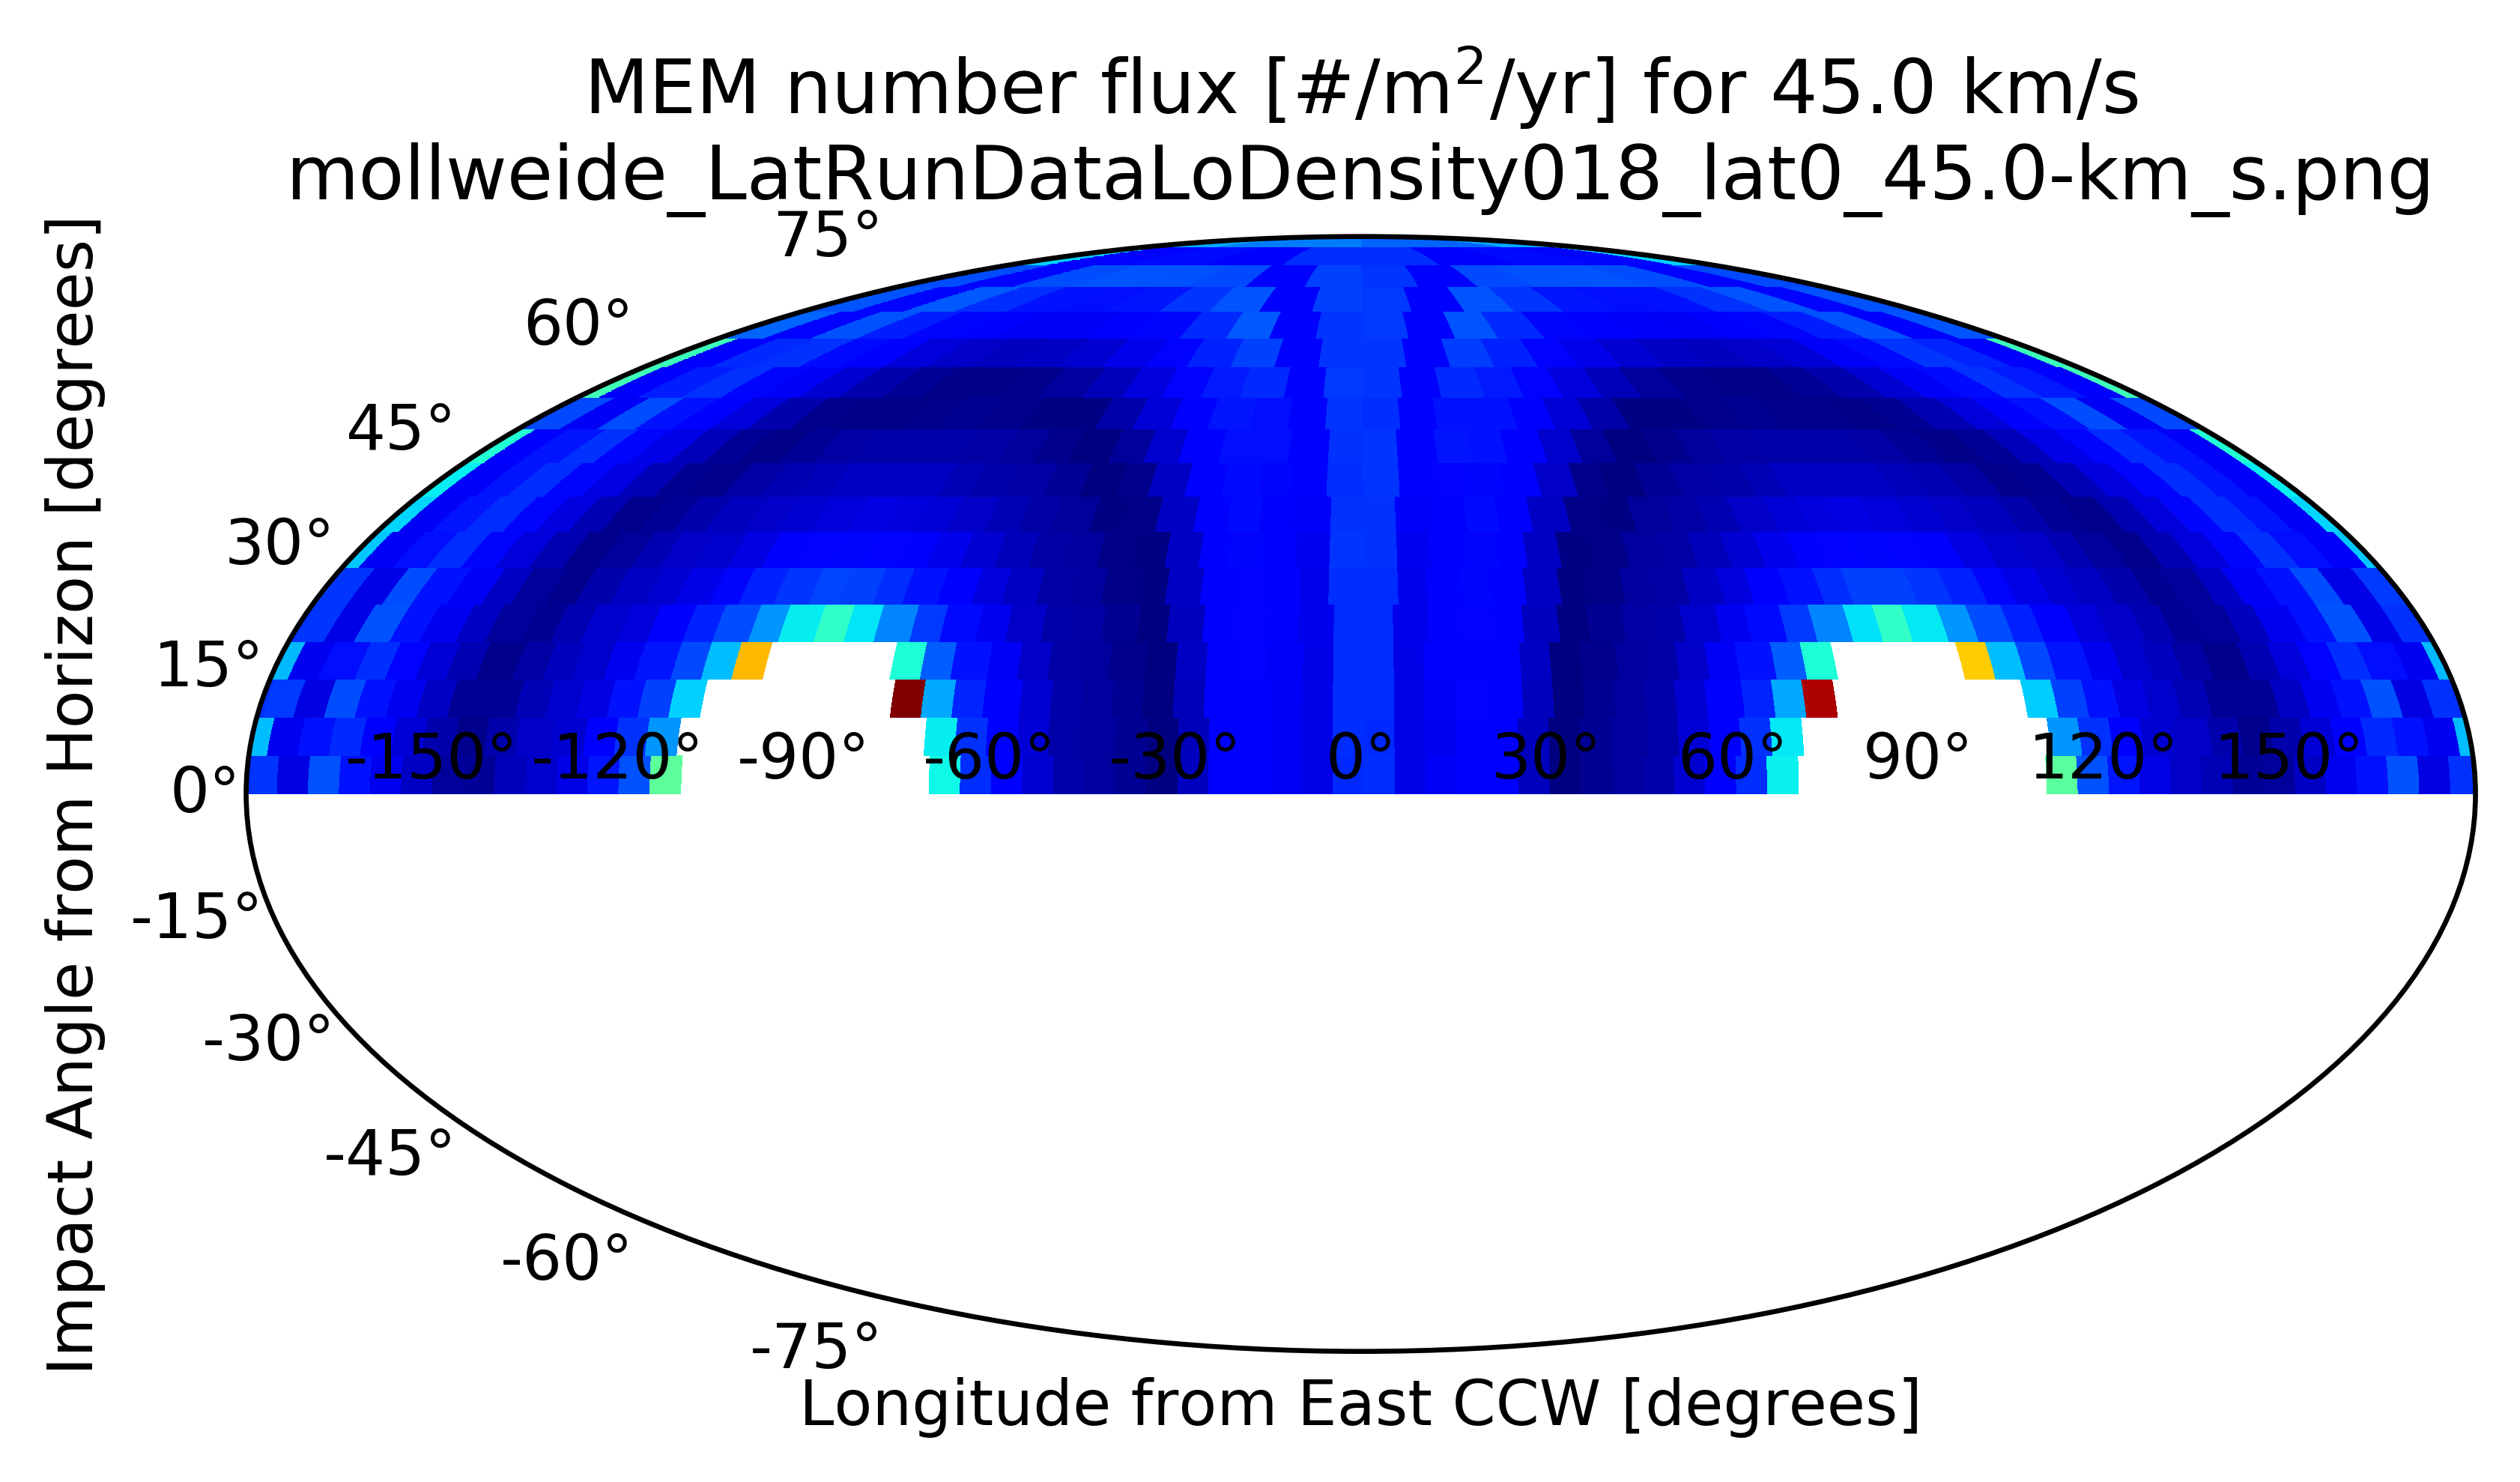 MEM number flux [#/m²/yr] for 45.0 km/s
mollweide_LatRunDataLoDensity018_lat0_45.0-km_s.png
75°
60°
45°
30°
15°
0°
-15°
-30°
-45°
-60°
-75°
-150° -120° -90° -60° -30° 0° 30° 60° 90° 120° 150°
Impact Angle from Horizon [degrees]
Longitude from East CCW [degrees]